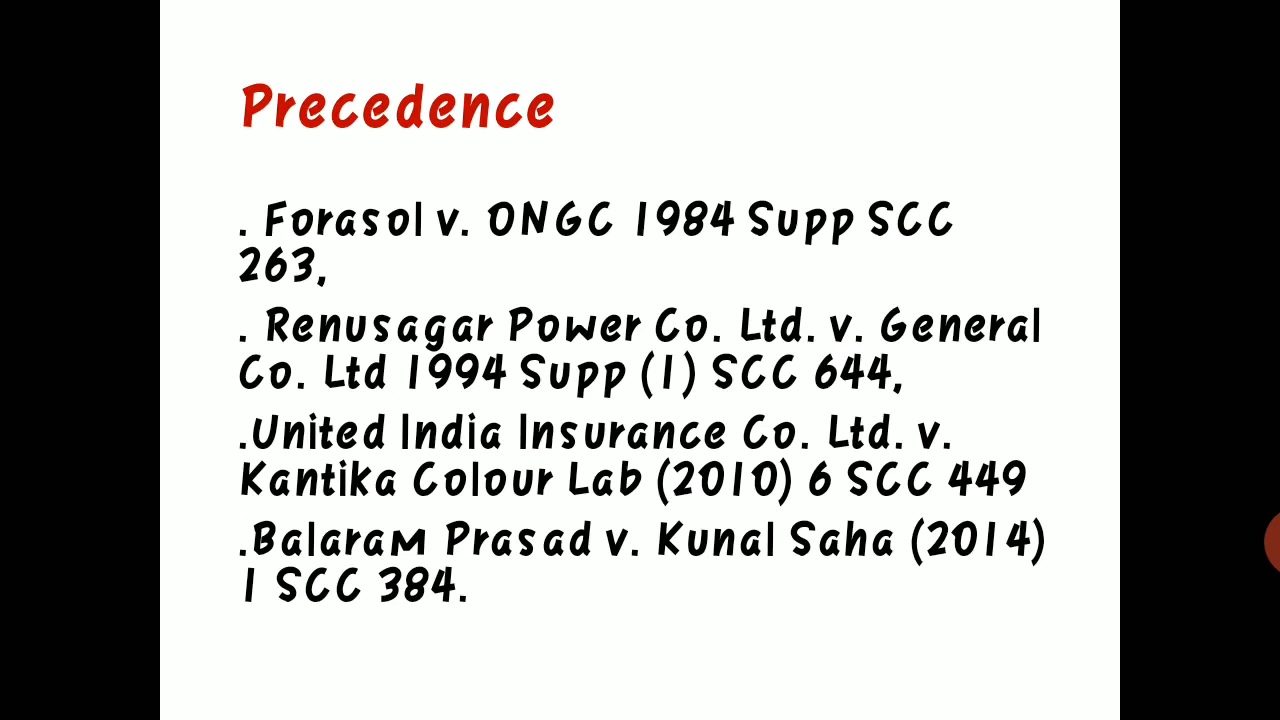 Precedence
. Forasol v. ONGC 1984 Supp SCC
263,
. Renusagar Power Co. Ltd. v. General
Co. Ltd 1994 Supp (1) SCC 644,
.United India Insurance Co. Ltd. v.
Kantika Colour Lab (2010) 6 SCC 449
.Balaram Prasad v. Kunal Saha (2014)
1 SCC 384.